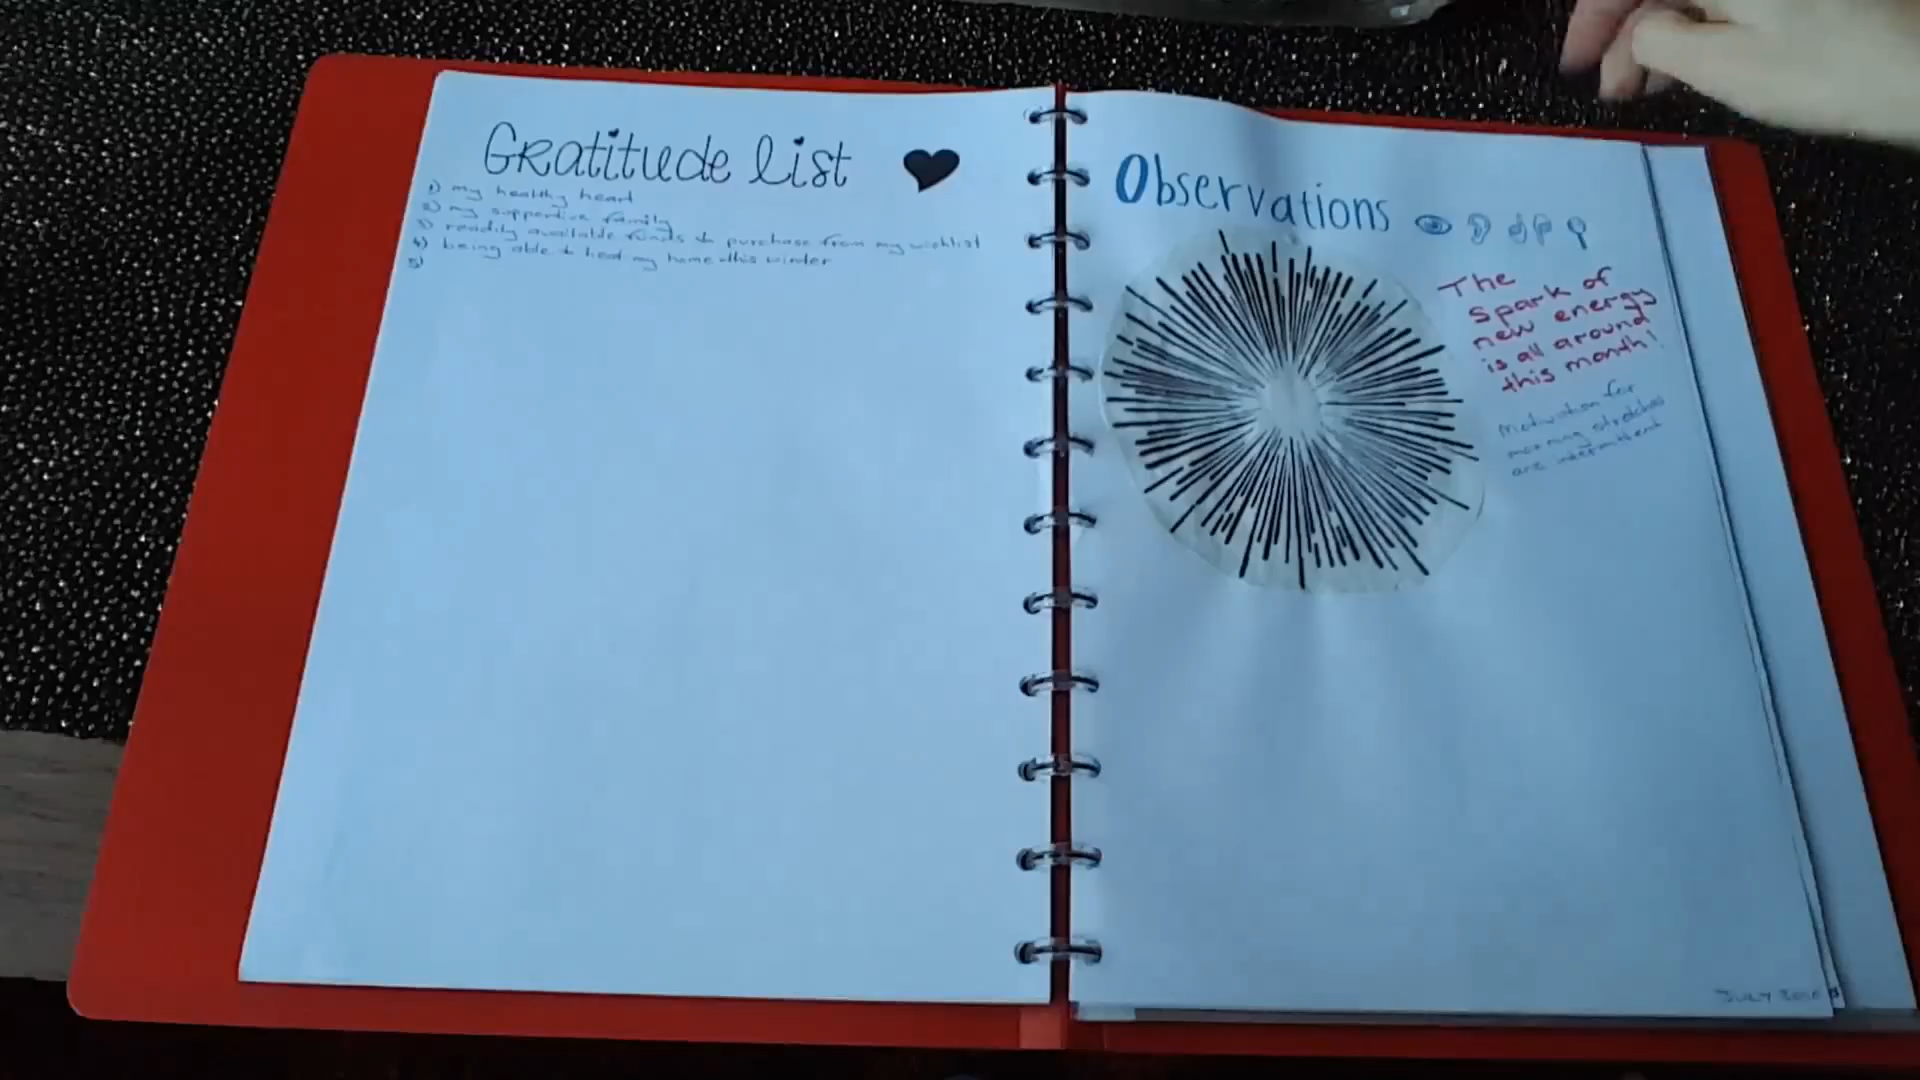 Gratitude list
1) my healthy heart
2) my supportive family
3) readily available funds to purchase from my wishlist
4) being able to heat my home this winter
5)
Observations
The
spark of
new energy
is all around
this month!
Motivation for
morning stretches
are intermittent
JULY